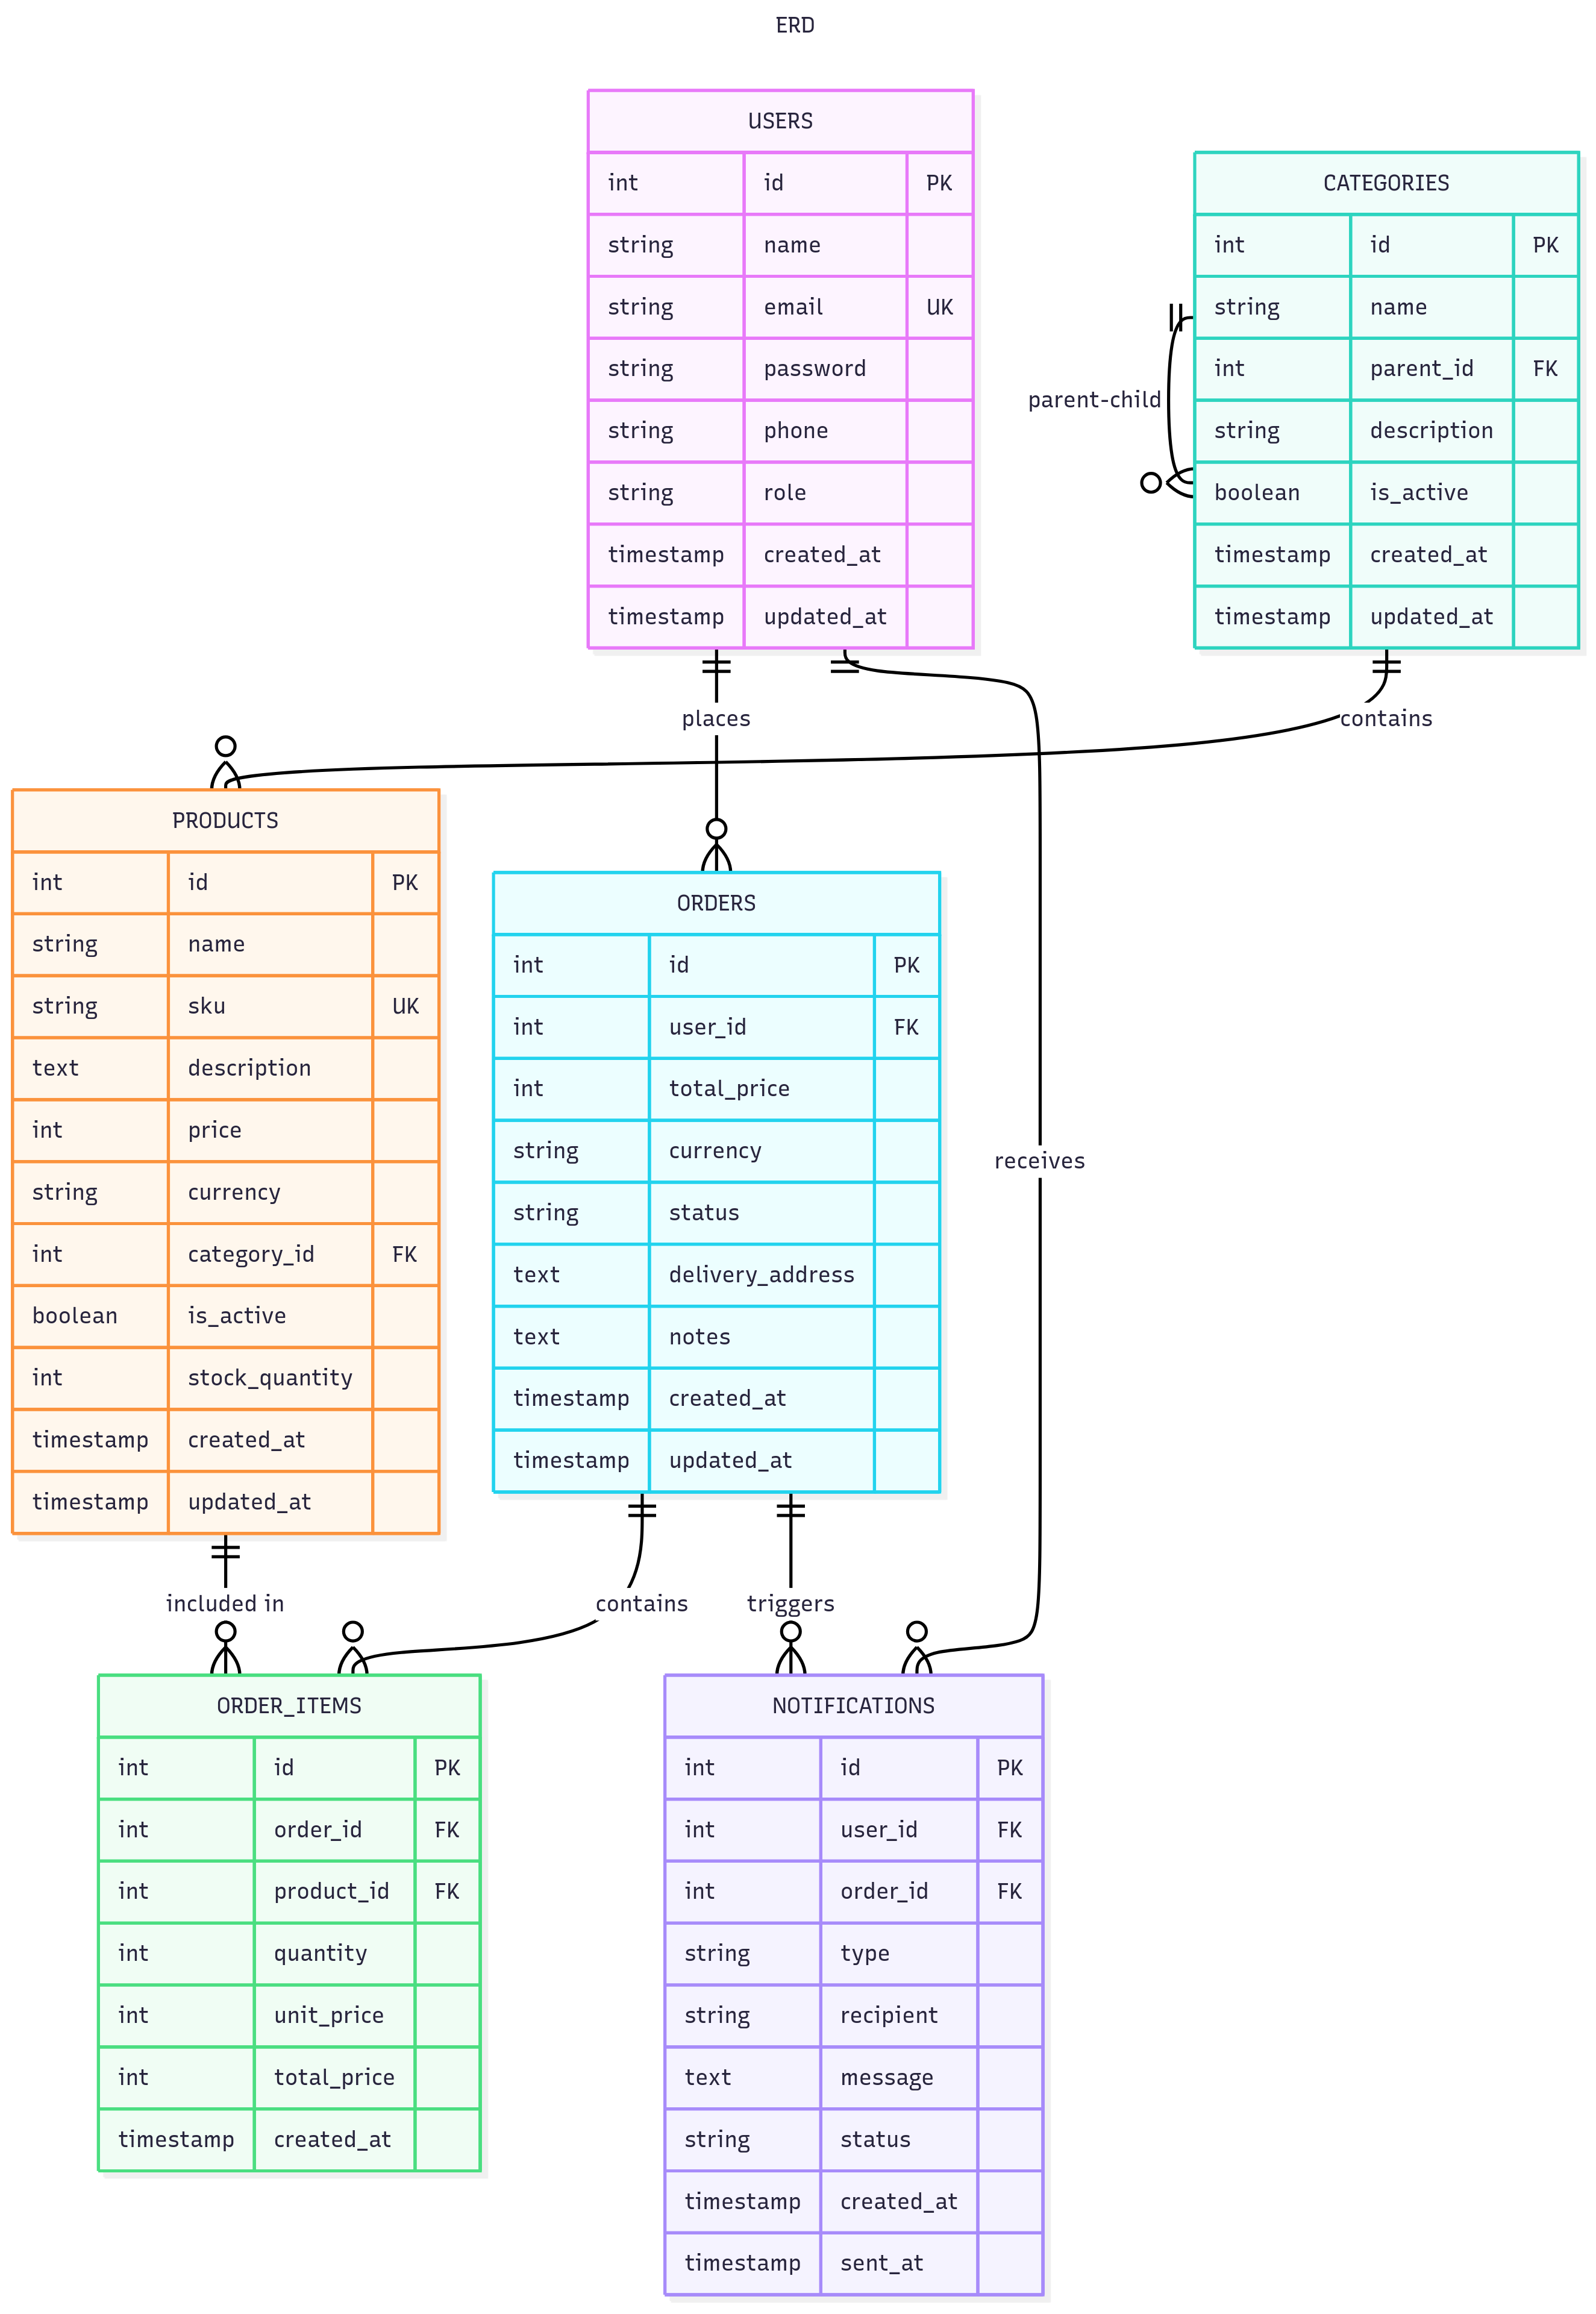 ERD
USERS
int id PK
string name
string email UK
string password
string phone
string role
timestamp created_at
timestamp updated_at
CATEGORIES
int id PK
string name
int parent_id FK
string description
boolean is_active
timestamp created_at
timestamp updated_at
parent-child
places
contains
PRODUCTS
int id PK
string name
string sku UK
text description
int price
string currency
int category_id FK
boolean is_active
int stock_quantity
timestamp created_at
timestamp updated_at
ORDERS
int id PK
int user_id FK
int total_price
string currency
string status
text delivery_address
text notes
timestamp created_at
timestamp updated_at
receives
included in
contains
triggers
ORDER_ITEMS
int id PK
int order_id FK
int product_id FK
int quantity
int unit_price
int total_price
timestamp created_at
NOTIFICATIONS
int id PK
int user_id FK
int order_id FK
string type
string recipient
text message
string status
timestamp created_at
timestamp sent_at